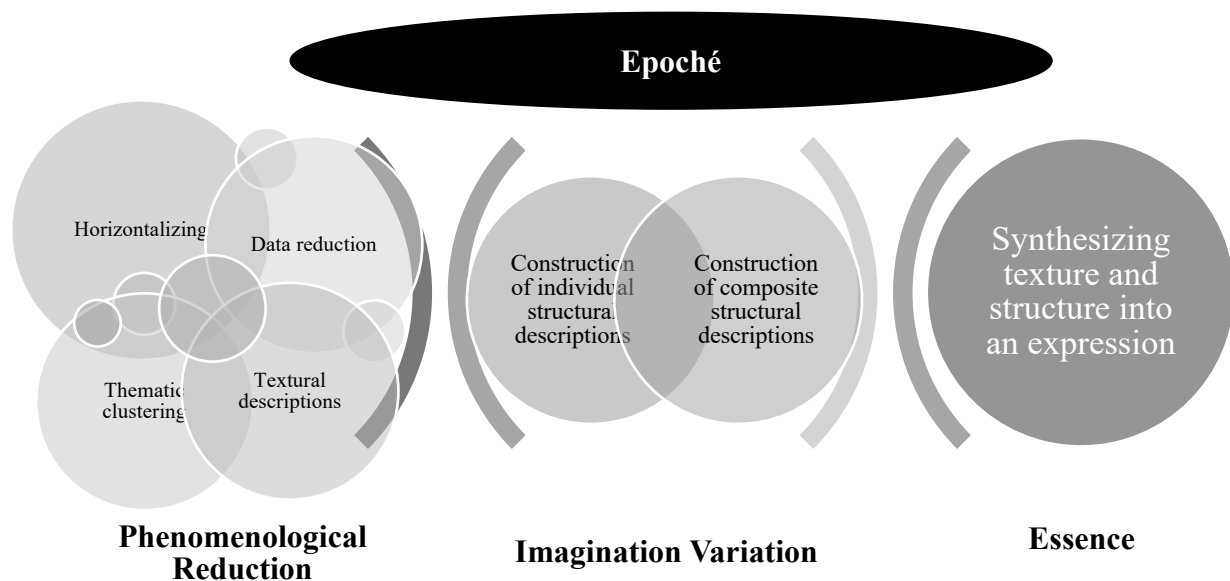 Epoché
Horizontalizing
Data reduction
Thematic
clustering
Textural
descriptions
Construction
of individual
structural
descriptions
Construction
of composite
structural
descriptions
Synthesizing
texture and
structure into
an expression
Phenomenological
Reduction
Imagination Variation
Essence